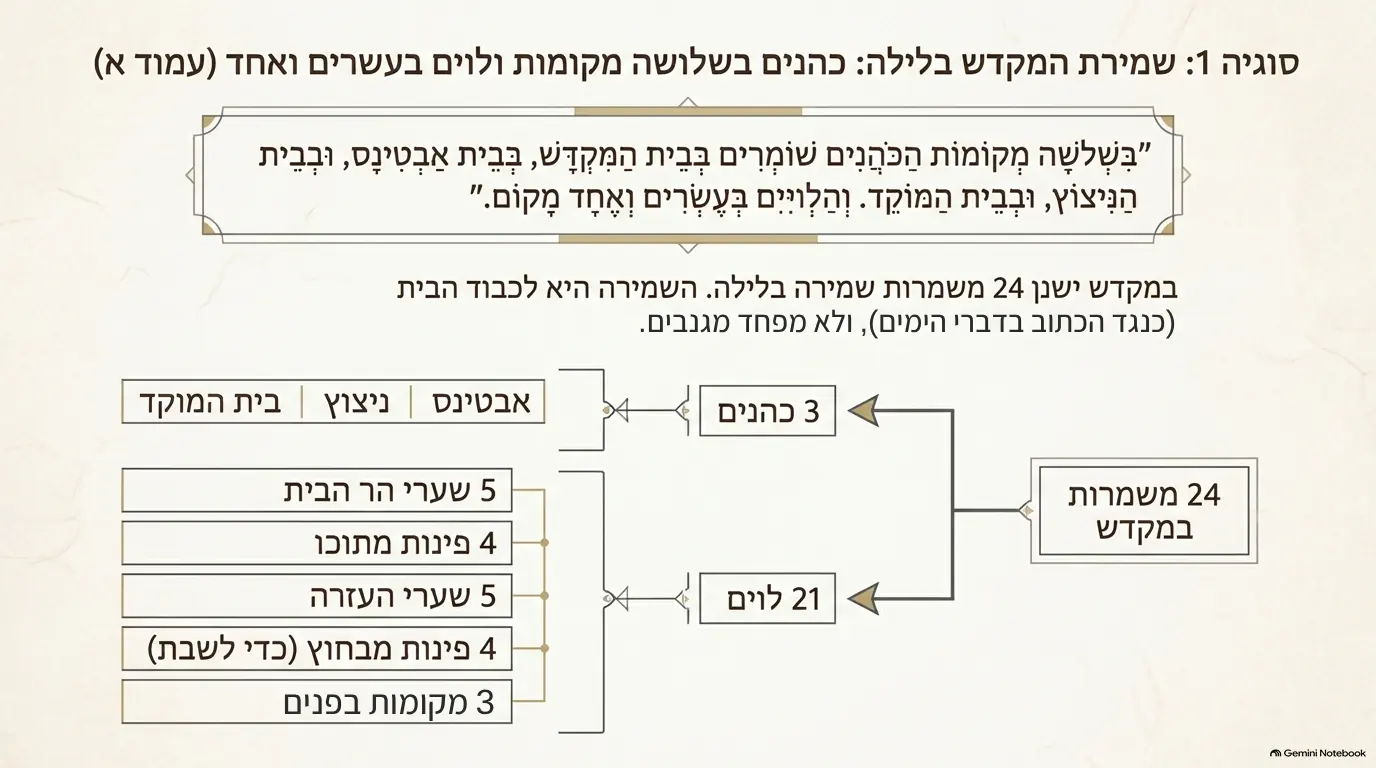 סוגיה 1: שמירת המקדש בלילה: כהנים בשלושה מקומות ולוים בעשרים ואחד (עמוד א)
"בִּשְׁלֹשָׁה מְקוֹמוֹת הַכֹּהֲנִים שׁוֹמְרִים בְּבֵית הַמִּקְדָּשׁ, בְּבֵית אַבְטִינָס, וּבְבֵית
הַנִּיצוֹץ, וּבְבֵית הַמּוֹקֵד. וְהַלְוִיִּים בְּעֶשְׂרִים וְאֶחָד מָקוֹם."
במקדש ישנן 24 משמרות שמירה בלילה. השמירה היא לכבוד הבית
(כנגד הכתוב בדברי הימים), ולא מפחד מגנבים.
24 משמרות
במקדש
3 כהנים
אבטינס | ניצוץ | בית המוקד
21 לוים
5 שערי הר הבית
4 פינות מתוכו
5 שערי העזרה
4 פינות מבחוץ (כדי לשבת)
3 מקומות בפנים
Gemini Notebook